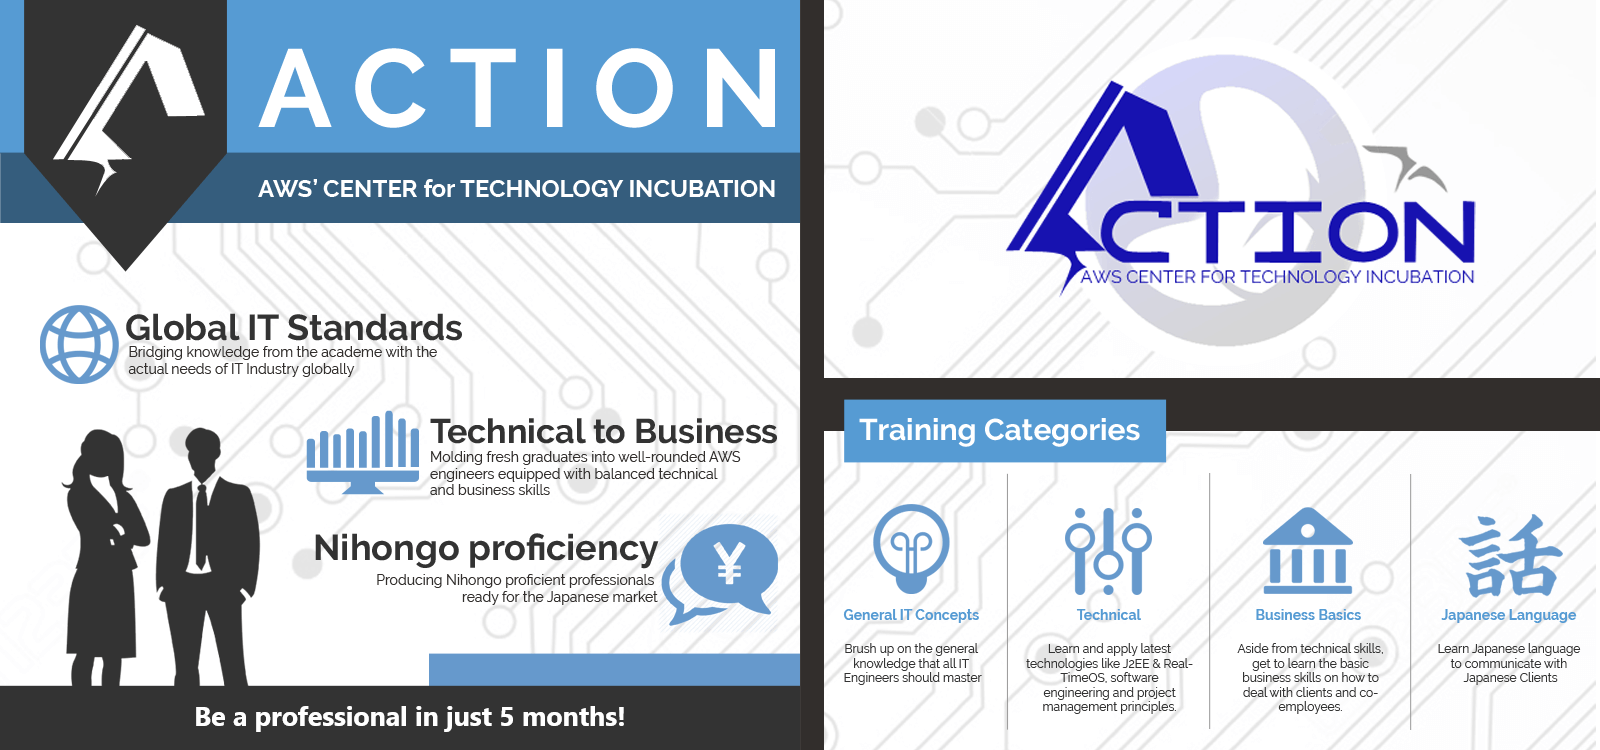 ACTION
AWS' CENTER for TECHNOLOGY INCUBATION
Global IT Standards
Bridging knowledge from the academe with the
actual needs of IT Industry globally
Technical to Business
Molding fresh graduates into well-rounded AWS
engineers equipped with balanced technical
and business skills
Nihongo proficiency
Producing Nihongo proficient professionals
ready for the Japanese market
¥
Be a professional in just 5 months!
ACTION
AWS CENTER FOR TECHNOLOGY INCUBATION
Training Categories
General IT Concepts
Brush up on the general
knowledge that all IT
Engineers should master
Technical
Learn and apply latest
technologies like J2EE & Real-
TimeOS, software
engineering and project
management principles.
Business Basics
Aside from technical skills,
get to learn the basic
business skills on how to
deal with clients and co-
employees.
話
Japanese Language
Learn Japanese language
to communicate with
Japanese Clients